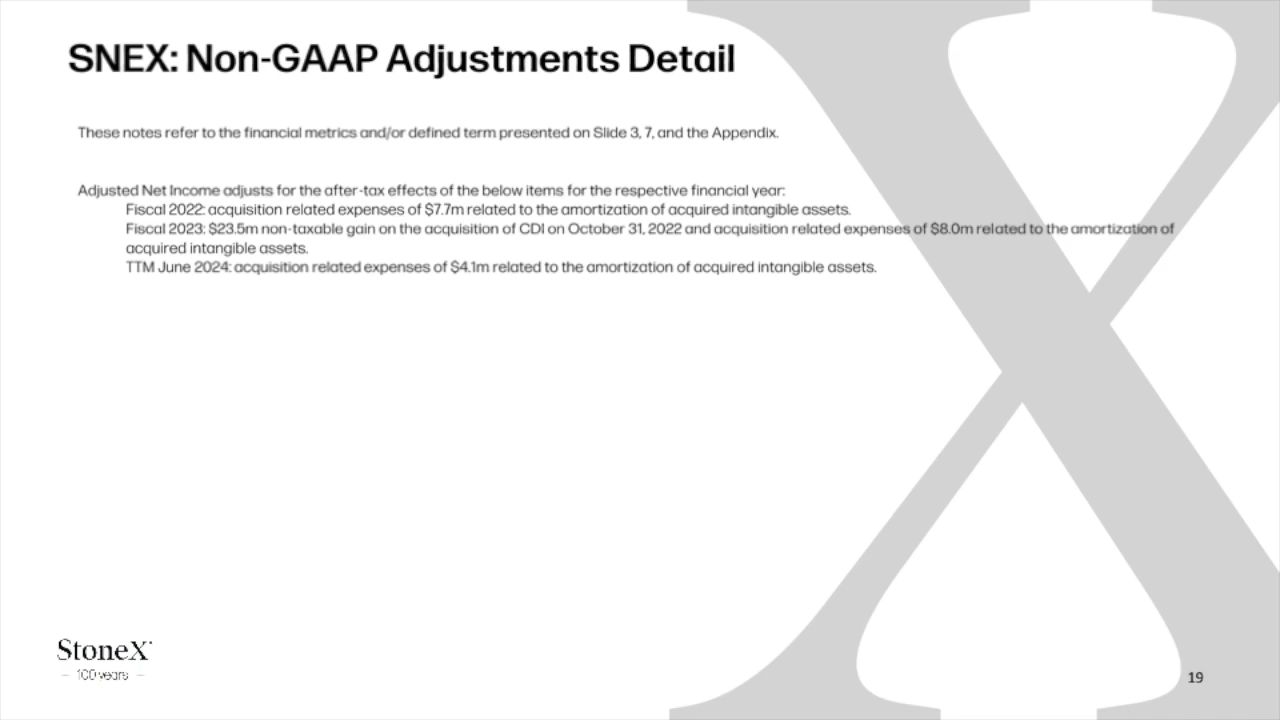 SNEX: Non-GAAP Adjustments Detail
These notes refer to the financial metrics and/or defined term presented on Slide 3, 7, and the Appendix.
Adjusted Net Income adjusts for the after-tax effects of the below items for the respective financial year:
Fiscal 2022: acquisition related expenses of $7.7m related to the amortization of acquired intangible assets.
Fiscal 2023: $23.5m non-taxable gain on the acquisition of CDI on October 31, 2022 and acquisition related expenses of $8.0m related to the amortization of
acquired intangible assets.
TTM June 2024: acquisition related expenses of $4.1m related to the amortization of acquired intangible assets.
StoneX
100 years
19